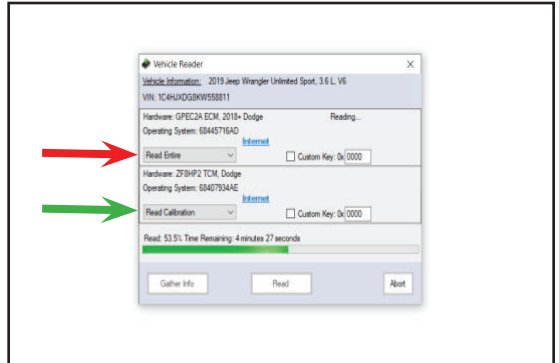 Vehicle Reader
Vehicle Information: 2019 Jeep Wrangler Unlimited Sport, 3.6 L, V6
VIN: 1C4HJXDG8KW558811
Hardware: GPEC2A ECM, 2018+ Dodge Reading...
Operating System: 68445716AD
Internet
Read Entire Custom Key: 0x 0000
Hardware: ZF8HP2 TCM, Dodge
Operating System: 68407934AE
Internet
Read Calibration Custom Key: 0x 0000
Read: 53.5% Time Remaining: 4 minutes 27 seconds
Gather Info Read Abort